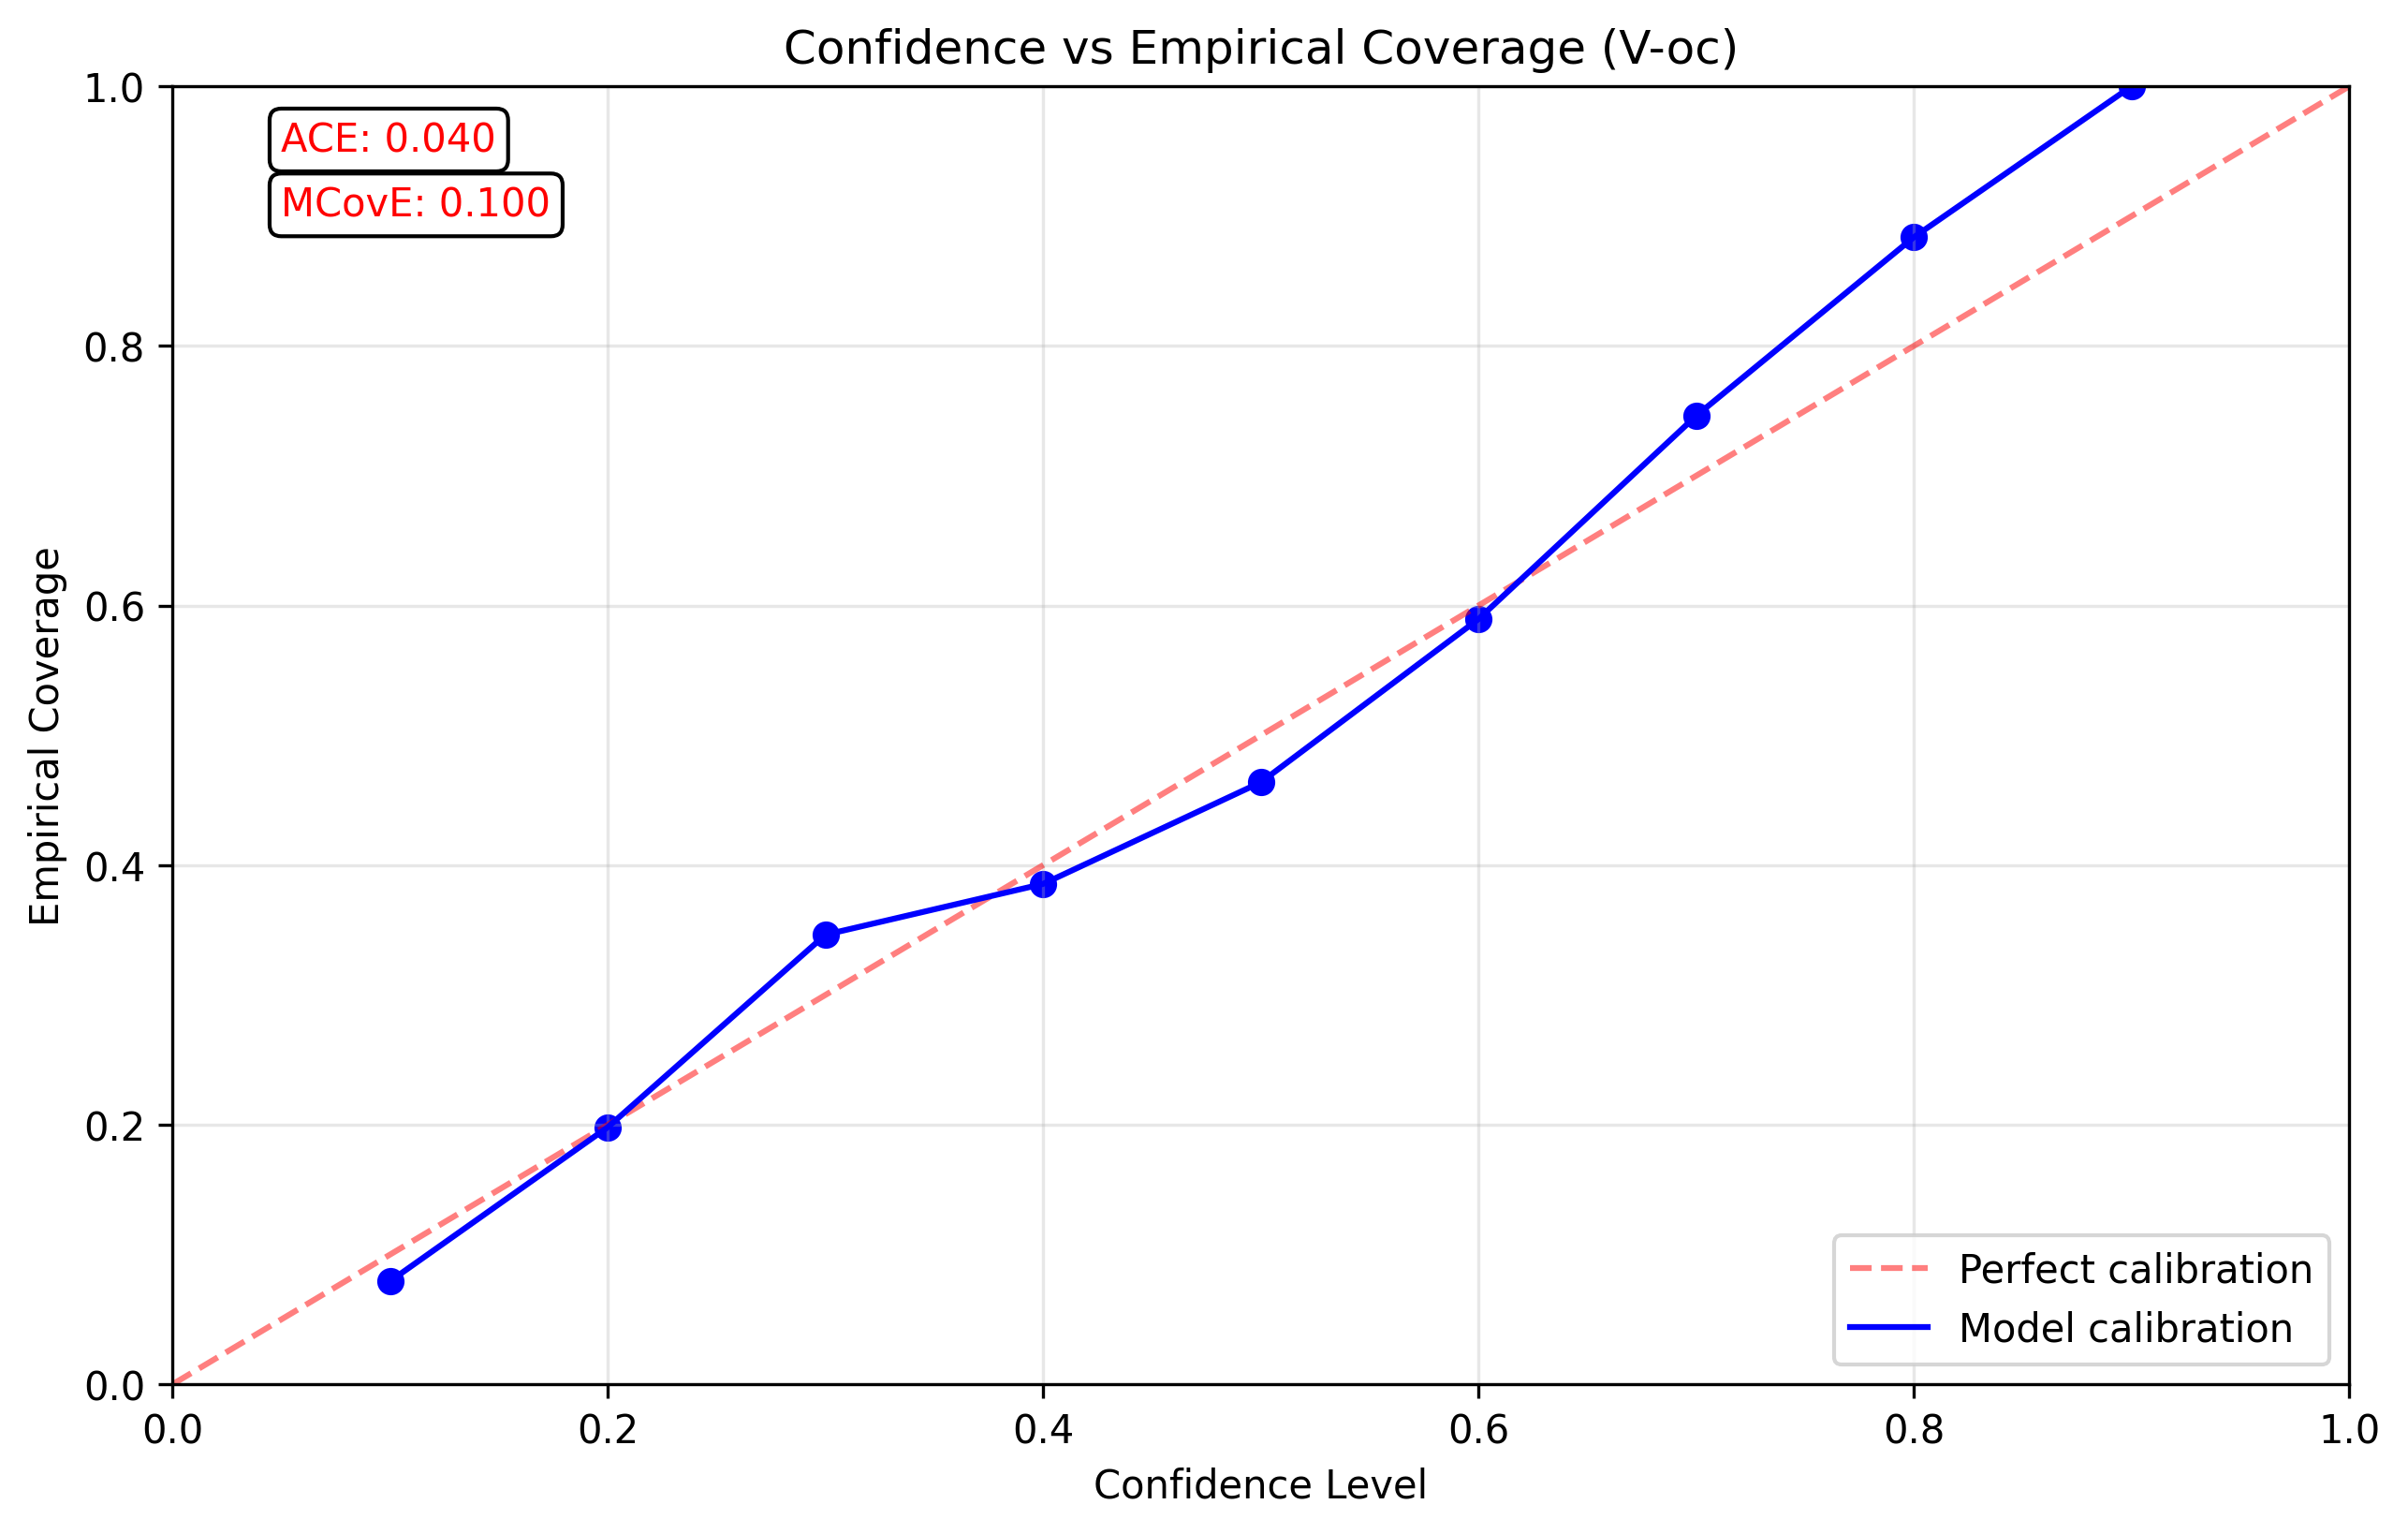 Confidence vs Empirical Coverage (V-oc)
ACE: 0.040
MCovE: 0.100
Empirical Coverage
1.0
0.8
0.6
0.4
0.2
0.0
0.0 0.2 0.4 0.6 0.8 1.0
Confidence Level
Perfect calibration
Model calibration